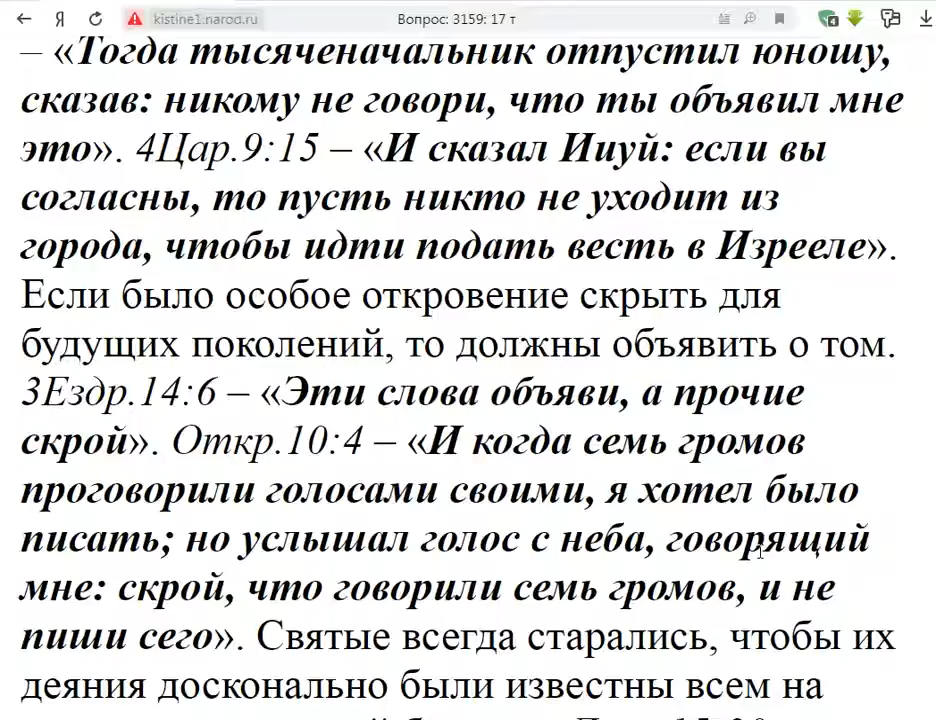 kistine1.narod.ru
Вопрос: 3159: 17 т
4
– «Тогда тысяченачальник отпустил юношу,
сказав: никому не говори, что ты объявил мне
это». 4Цар.9:15 – «И сказал Ииуй: если вы
согласны, то пусть никто не уходит из
города, чтобы идти подать весть в Изрееле».
Если было особое откровение скрыть для
будущих поколений, то должны объявить о том.
3Ездр.14:6 – «Эти слова объяви, а прочие
скрой». Откр.10:4 – «И когда семь громов
проговорили голосами своими, я хотел было
писать; но услышал голос с неба, говорящий
мне: скрой, что говорили семь громов, и не
пиши сего». Святые всегда старались, чтобы их
деяния досконально были известны всем на